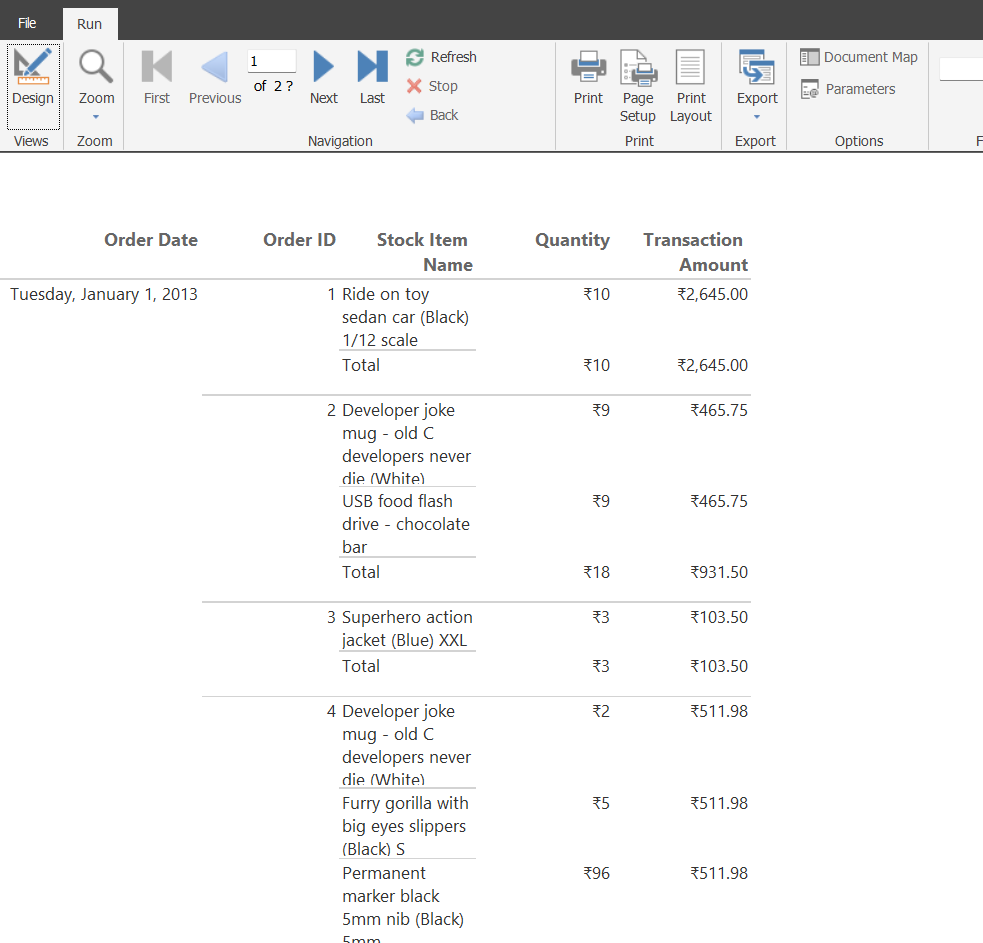 File Run
Design
Views
Zoom
Zoom
First Previous 1 of 2 ? Next Last
Refresh
Stop
Back
Navigation
Print Page Setup Print Layout
Print
Export
Export
Document Map
Parameters
Options
F
Order Date Order ID Stock Item Quantity Transaction
Name Amount
Tuesday, January 1, 2013 1 Ride on toy ₹10 ₹2,645.00
sedan car (Black)
1/12 scale
Total ₹10 ₹2,645.00
2 Developer joke ₹9 ₹465.75
mug - old C
developers never
die (White)
USB food flash ₹9 ₹465.75
drive - chocolate
bar
Total ₹18 ₹931.50
3 Superhero action ₹3 ₹103.50
jacket (Blue) XXL
Total ₹3 ₹103.50
4 Developer joke ₹2 ₹511.98
mug - old C
developers never
die (White)
Furry gorilla with ₹5 ₹511.98
big eyes slippers
(Black) S
Permanent ₹96 ₹511.98
marker black
5mm nib (Black)
5mm